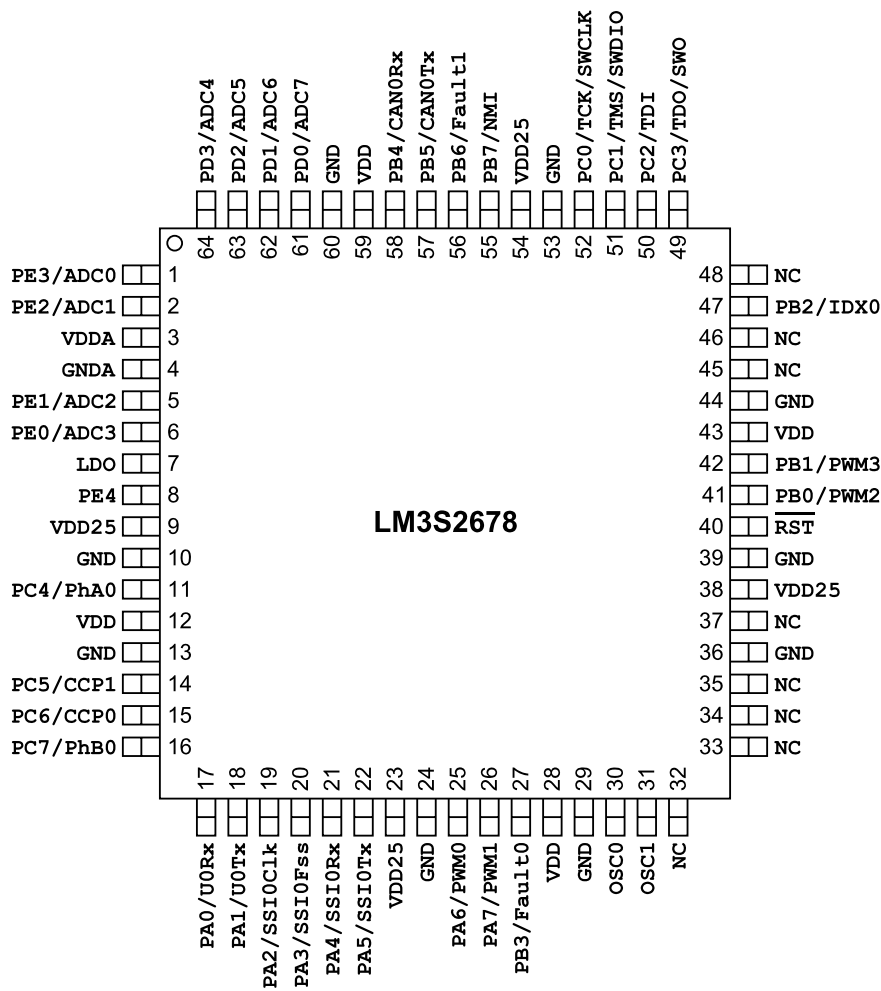 PD3/ADC4
PD2/ADC5
PD1/ADC6
PD0/ADC7
GND
VDD
PB4/CAN0Rx
PB5/CAN0Tx
PB6/Fault1
PB7/NMI
VDD25
GND
PC0/TCK/SWCLK
PC1/TMS/SWDIO
PC2/TDI
PC3/TDO/SWO
64 63 62 61 60 59 58 57 56 55 54 53 52 51 50 49
PE3/ADC0 1
PE2/ADC1 2
VDDA 3
GNDA 4
PE1/ADC2 5
PE0/ADC3 6
LDO 7
PE4 8
VDD25 9
GND 10
PC4/PhA0 11
VDD 12
GND 13
PC5/CCP1 14
PC6/CCP0 15
PC7/PhB0 16
LM3S2678
48 NC
47 PB2/IDX0
46 NC
45 NC
44 GND
43 VDD
42 PB1/PWM3
41 PB0/PWM2
40 RST
39 GND
38 VDD25
37 NC
36 GND
35 NC
34 NC
33 NC
17 18 19 20 21 22 23 24 25 26 27 28 29 30 31 32
PA0/U0Rx
PA1/U0Tx
PA2/SSI0Clk
PA3/SSI0Fss
PA4/SSI0Rx
PA5/SSI0Tx
VDD25
GND
PA6/PWM0
PA7/PWM1
PB3/Fault0
VDD
GND
OSC0
OSC1
NC